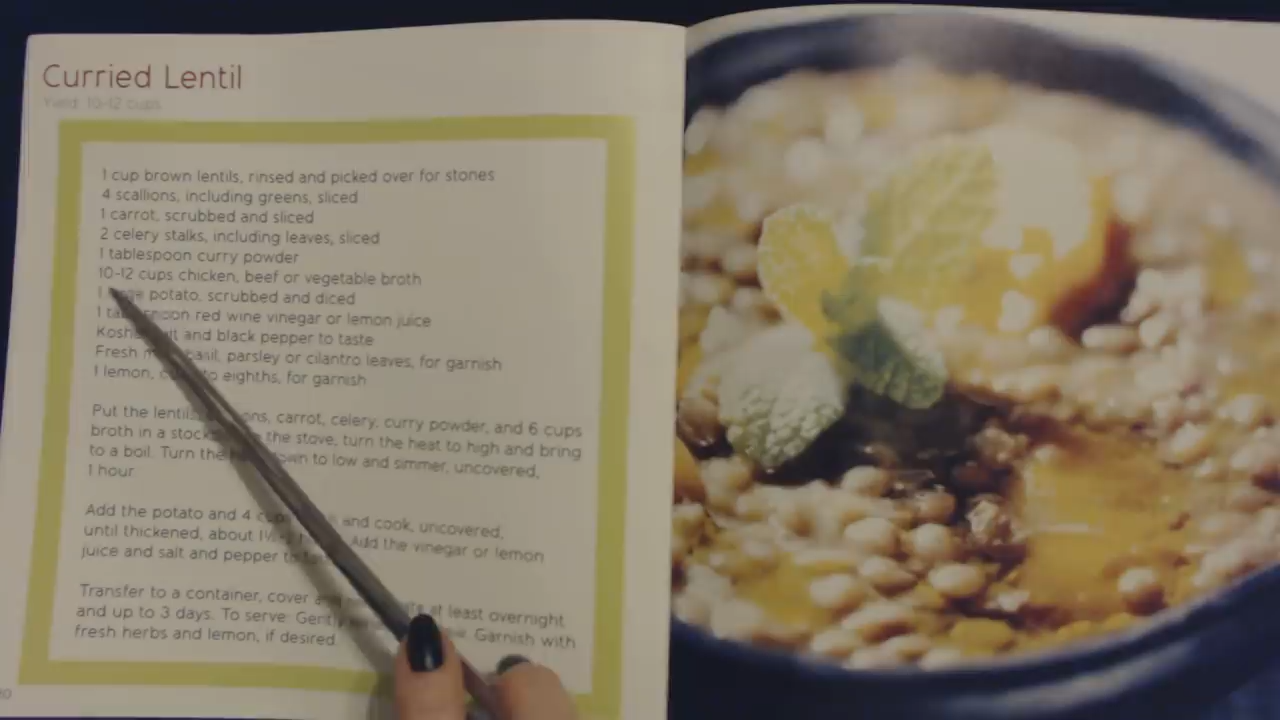 Curried Lentil
Yield: 10-12 cups
1 cup brown lentils, rinsed and picked over for stones
4 scallions, including greens, sliced
1 carrot, scrubbed and sliced
2 celery stalks, including leaves, sliced
1 tablespoon curry powder
10-12 cups chicken, beef or vegetable broth
1 potato, scrubbed and diced
1 red wine vinegar or lemon juice
and black pepper to taste
Fresh parsley or cilantro leaves, for garnish
1 lemon, eighths, for garnish
Put the carrot, celery, curry powder, and 6 cups
broth in a the stove, turn the heat to high and bring
to a boil. Turn the to low and simmer, uncovered,
1 hour.
Add the potato and 4 and cook, uncovered,
until thickened, about Add the vinegar or lemon
juice and salt and pepper
Transfer to a container, cover at least overnight
and up to 3 days. To serve: Garnish with
fresh herbs and lemon, if desired.